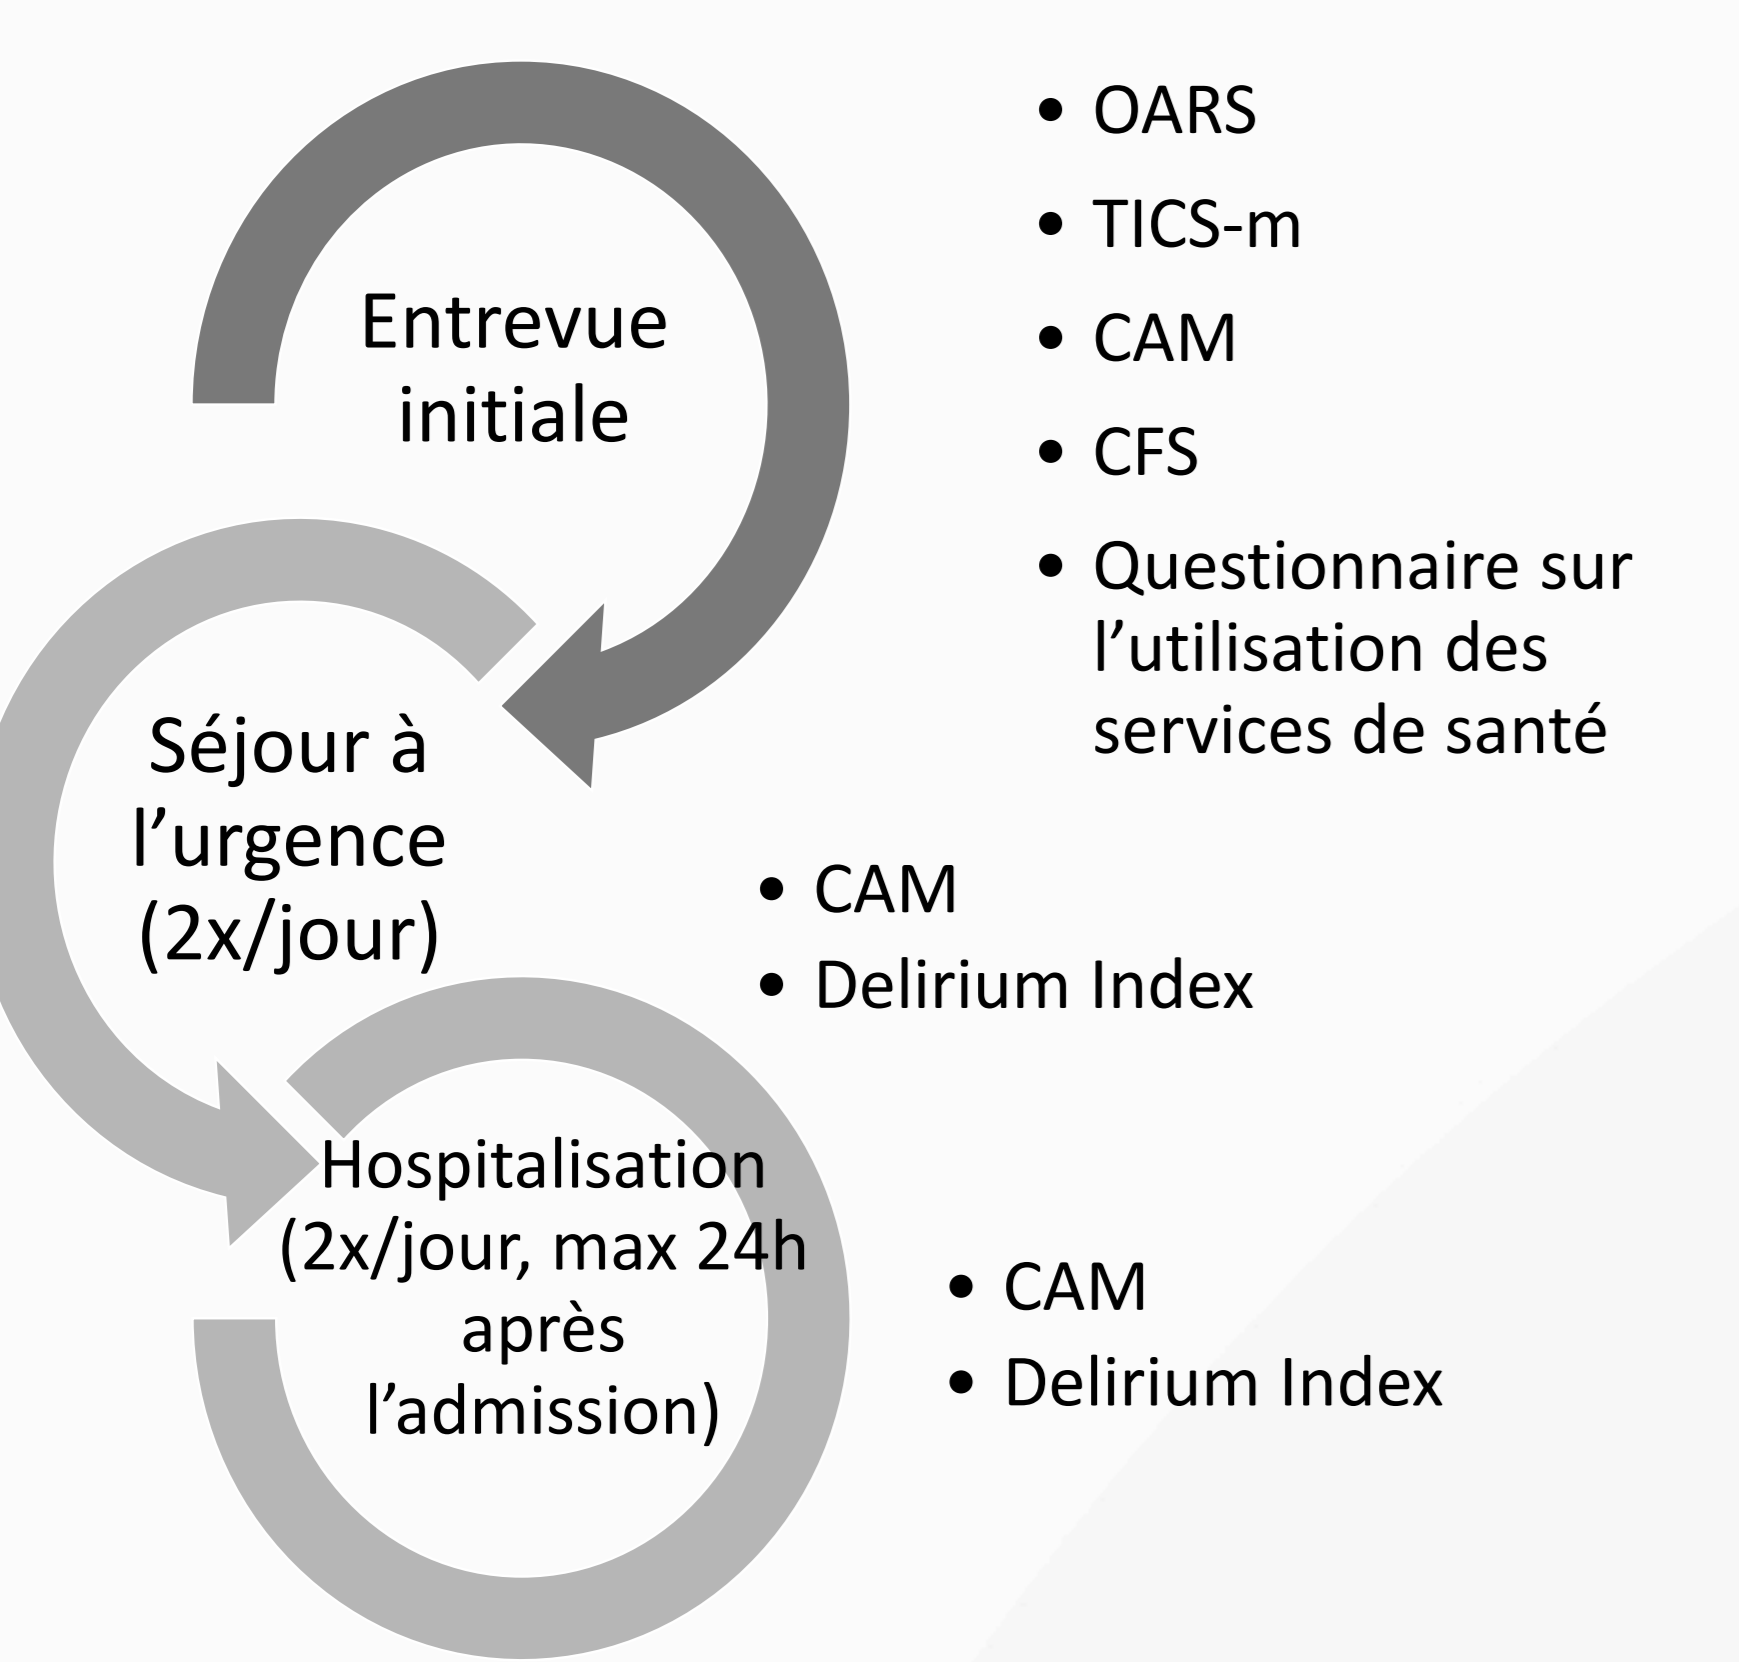 Entrevue
initiale
• OARS
• TICS-m
• CAM
• CFS
• Questionnaire sur
l’utilisation des
services de santé
Séjour à
l’urgence
(2x/jour)
• CAM
• Delirium Index
Hospitalisation
(2x/jour, max 24h
après
l’admission)
• CAM
• Delirium Index